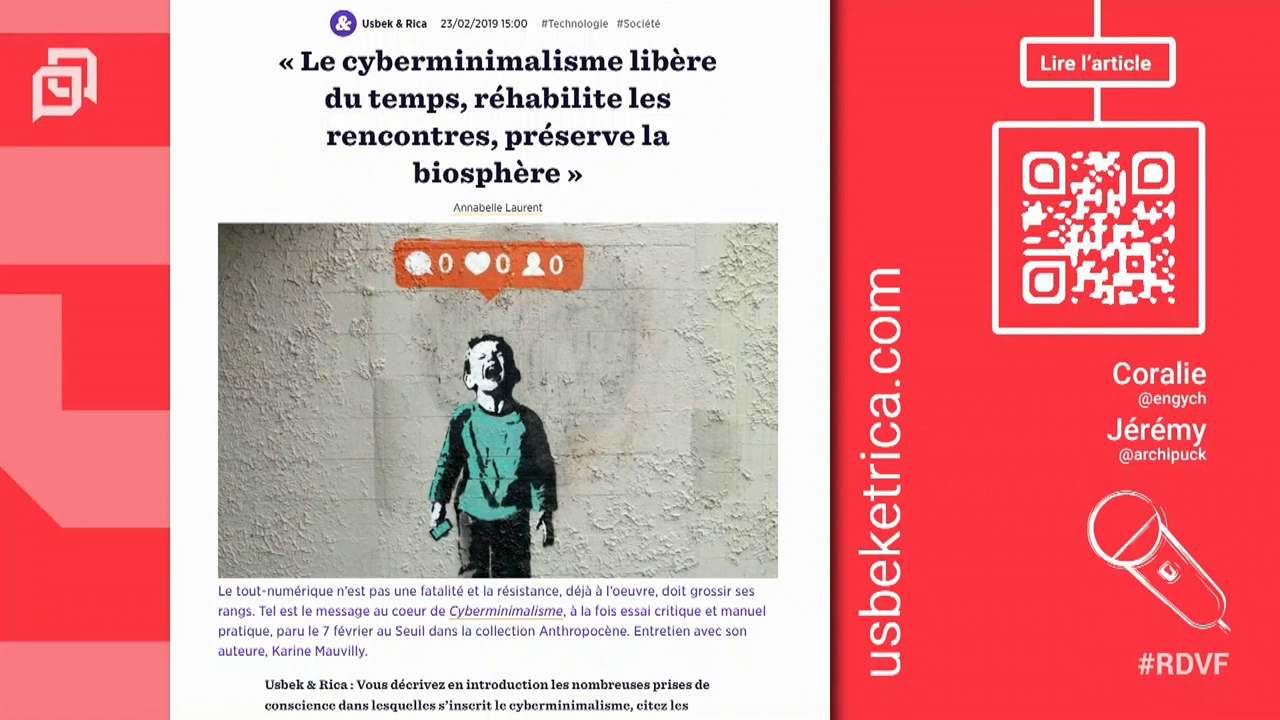 & Usbek & Rica 23/02/2019 15:00 #Technologie #Société
« Le cyberminimalisme libère
du temps, réhabilite les
rencontres, préserve la
biosphère »
Annabelle Laurent
0 0 0
Le tout-numérique n'est pas une fatalité et la résistance, déjà à l'oeuvre, doit grossir ses
rangs. Tel est le message au coeur de Cyberminimalisme, à la fois essai critique et manuel
pratique, paru le 7 février au Seuil dans la collection Anthropocène. Entretien avec son
auteure, Karine Mauvilly.
Usbek & Rica : Vous décrivez en introduction les nombreuses prises de
conscience dans lesquelles s'inscrit le cyberminimalisme, citez les
usbeketrica.com
Lire l'article
Coralie
@engych
Jérémy
@archipuck
#RDVF